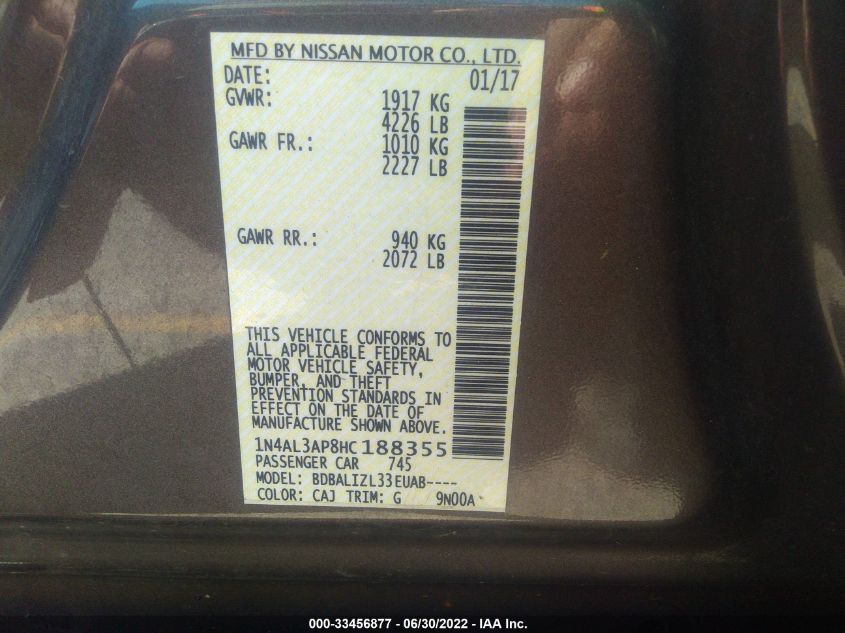 MFD BY NISSAN MOTOR CO., LTD.
DATE: 01/17
GVWR: 1917 KG
4226 LB
GAWR FR.: 1010 KG
2227 LB
GAWR RR.: 940 KG
2072 LB
THIS VEHICLE CONFORMS TO
ALL APPLICABLE FEDERAL
MOTOR VEHICLE SAFETY,
BUMPER, AND THEFT
PREVENTION STANDARDS IN
EFFECT ON THE DATE OF
MANUFACTURE SHOWN ABOVE.
1N4AL3AP8HC188355
PASSENGER CAR 745
MODEL: BDBALIZL33EUAB----
COLOR: CAJ TRIM: G 9N00A
000-33456877 - 06/30/2022 - IAA Inc.